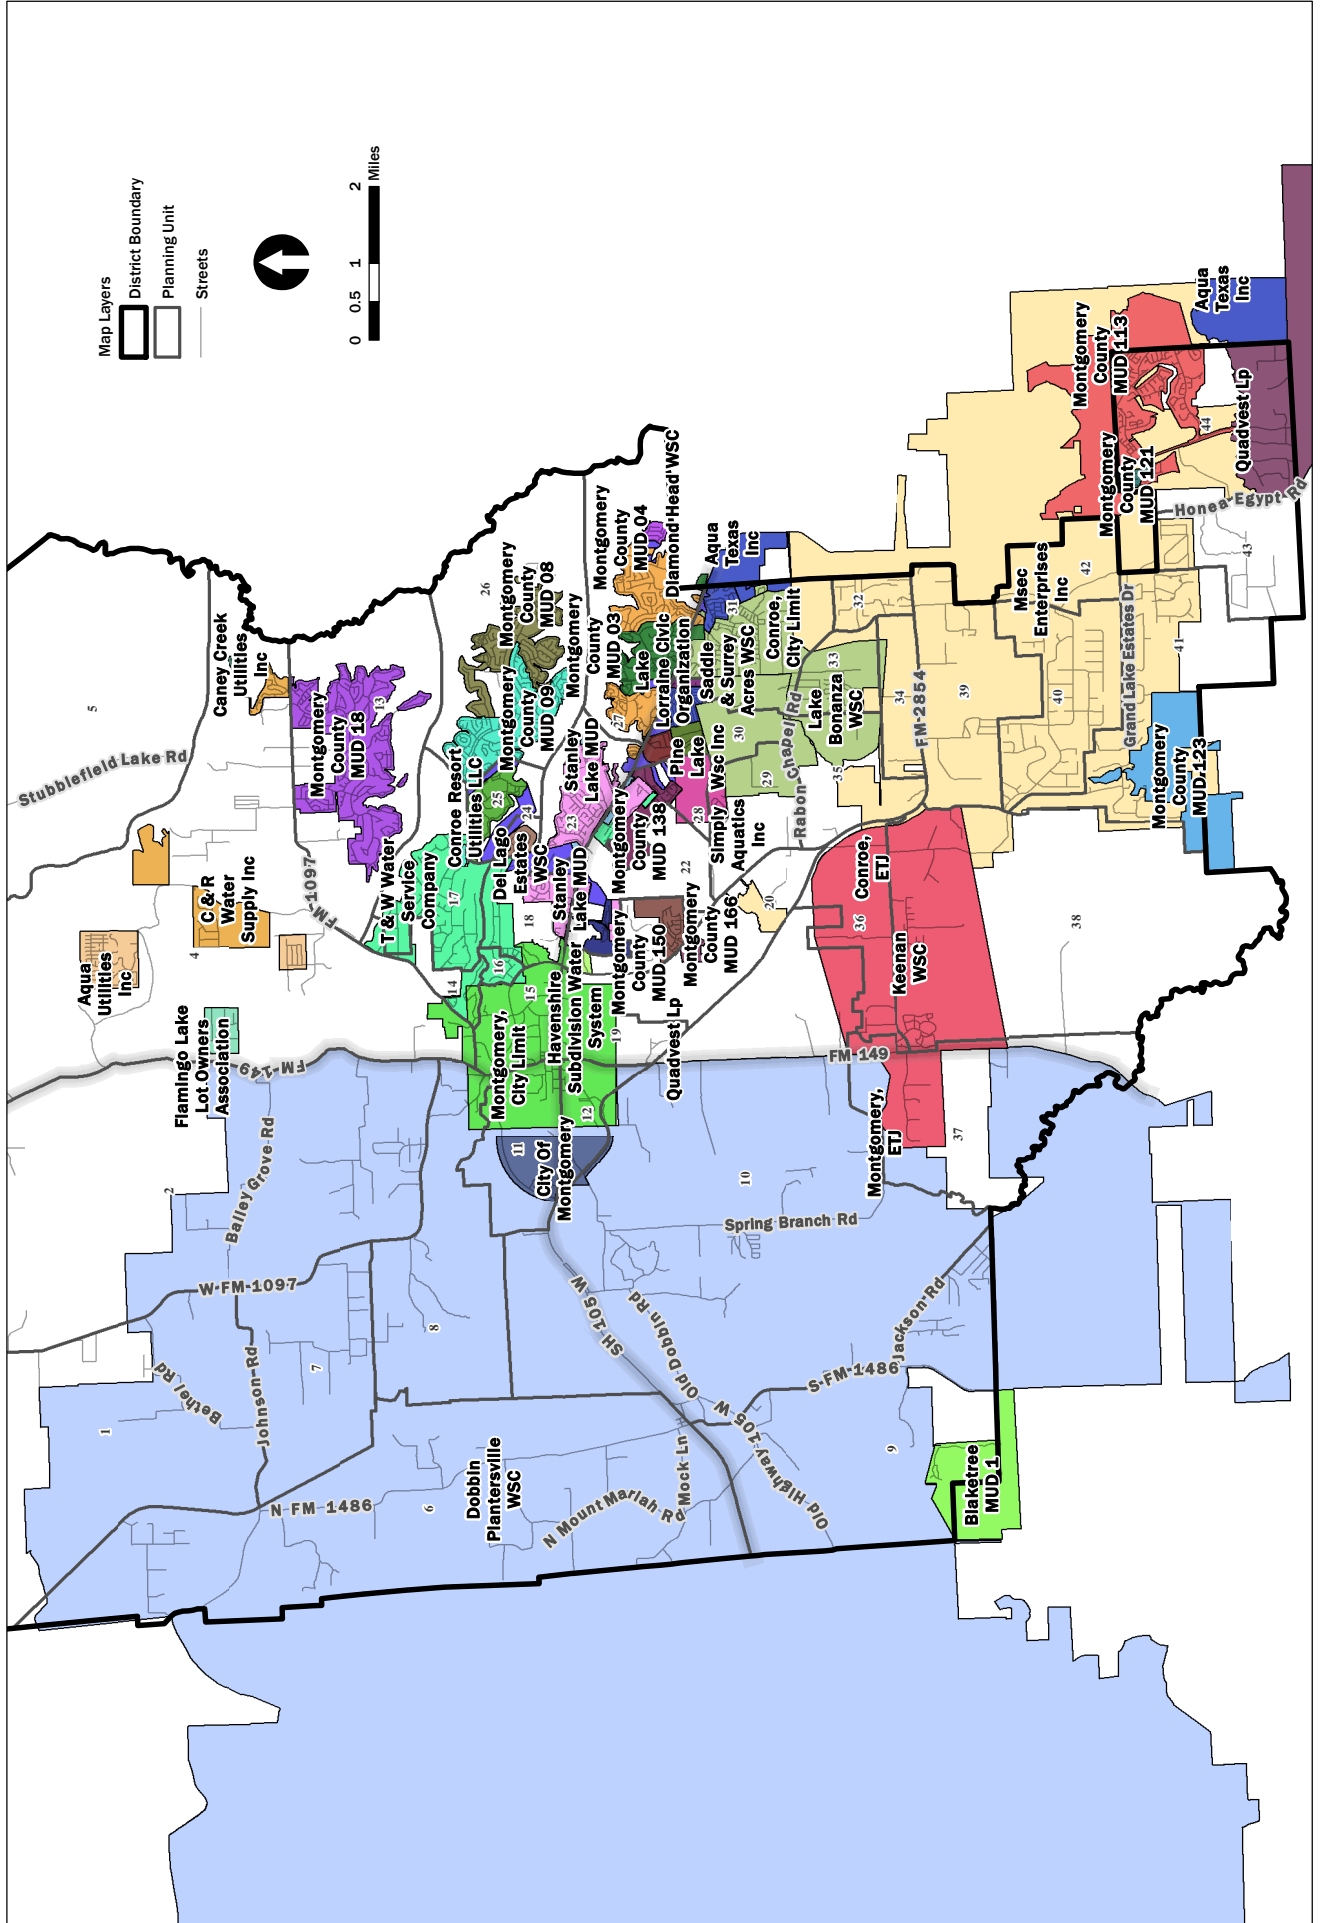 Map Layers
District Boundary
Planning Unit
Streets
0
0.5
1
2
Miles
Stubblefield Lake Rd
5
Caney Creek
Utilities
Inc
Montgomery
County
MUD 18
13
FM-1097
C & R
Water
Supply Inc
4
Aqua
Utilities
Inc
Flamingo Lake
Lot Owners
Association
FM-149
2
Bailey Grove Rd
W FM-1097
Bethel Rd
Johnson-Rd
7
8
1
N FM 1486
6
Dobbin
Plantersville
WSC
N Mount Mariah Rd
Mock Ln
SH 105 W
Old Dobbin Rd
Old Highway 105 W
S-FM-1486
Jackson-Rd
Spring Branch Rd
9
10
Blaketree
MUD 1
11
City Of
Montgomery
12
Montgomery,
City Limit
Havenshire
Subdivision Water
System
14
15
16
17
18
19
T & W Water
Service
Company
Conroe Resort
Utilities LLC
Del Lago
Estates
WSC
Stanley
Lake MUD
Stanley
Lake MUD
23
24
25
26
Montgomery
County
MUD 08
Montgomery
County
MUD 09
Montgomery
County
MUD 03
Montgomery
County
MUD 04
27
Diamond Head WSC
Lake
Lorraine Civic
Organization
Aqua
Texas
Inc
31
Saddle
& Surrey
Acres WSC
Conroe,
City Limit
32
Pine
Lake
Wsc Inc
28
29
30
Montgomery
County
MUD 138
22
Simply
Aquatics
Inc
Montgomery
County
MUD 150
Montgomery
County
MUD 166
20
Quadvest Lp
Rabon-Chapel Rd
Lake
Bonanza
WSC
33
34
35
FM-2854
Conroe,
ETJ
36
Keenan
WSC
FM 149
Montgomery,
ETJ
37
38
39
40
41
42
Msec
Enterprises
Inc
Grand Lake Estates Dr
Montgomery
County
MUD 123
Montgomery
County
MUD 113
Montgomery
County
MUD 121
44
Aqua
Texas
Inc
Quadvest Lp
Honea-Egypt Rd
43